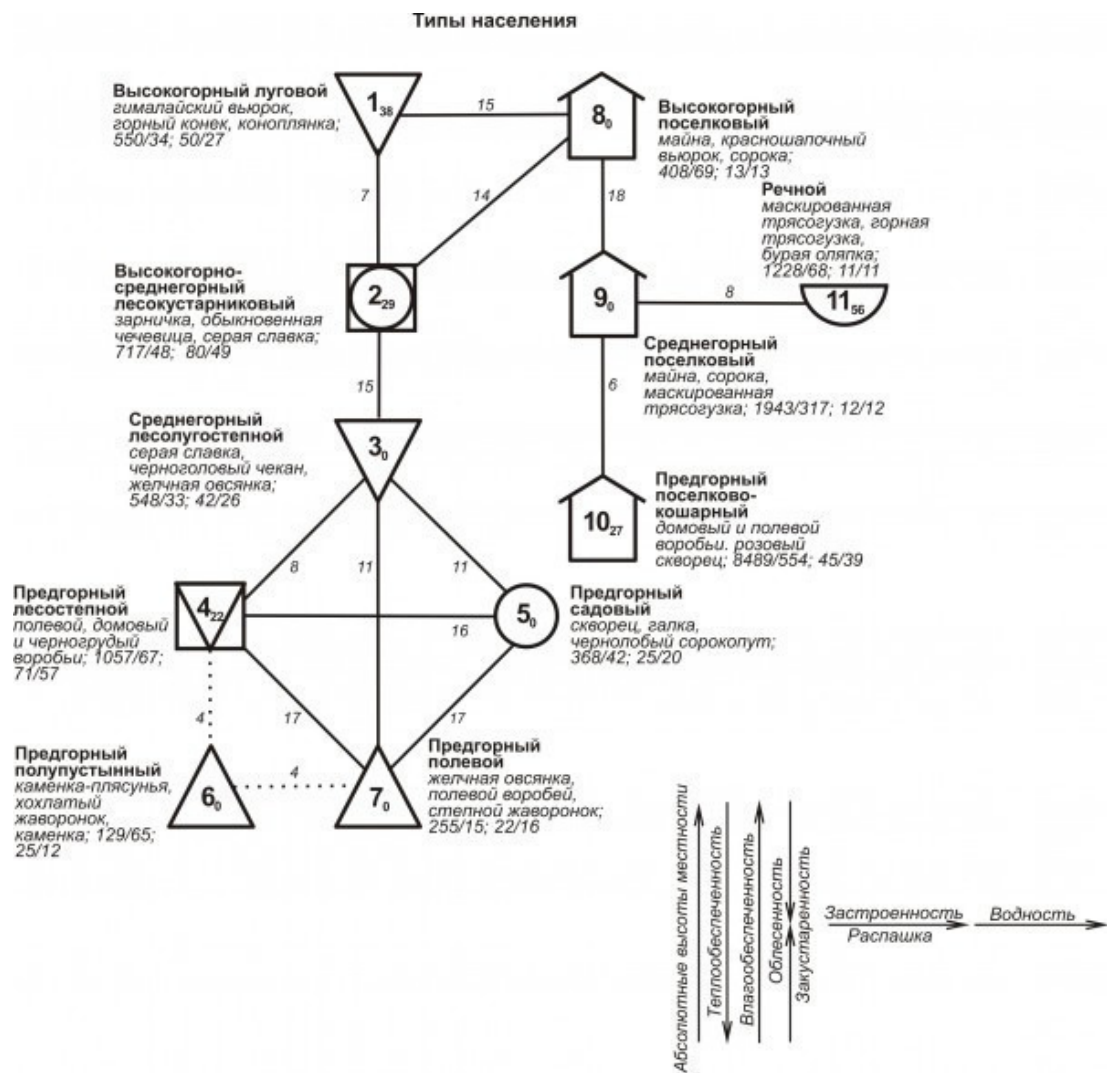 Типы населения
Высокогорный луговой
гималайский вьюрок,
горный конек, коноплянка;
550/34; 50/27
1 38
15
8 0
Высокогорный
поселковый
майна, красношапочный
вьюрок, сорока;
408/69; 13/13
7
14
18
Речной
маскированная
трясогузка, горная
трясогузка,
бурая оляпка;
1228/68; 11/11
Высокогорно-
среднегорный
лесокустарниковый
зарничка, обыкновенная
чечевица, серая славка;
717/48; 80/49
2 29
9 0
8
11 56
Среднегорный
поселковый
майна, сорока,
маскированная
трясогузка; 1943/317; 12/12
15
6
Среднегорный
лесолугостепной
серая славка,
черноголовый чекан,
желчная овсянка;
548/33; 42/26
3 0
10 27
Предгорный
поселково-
кошарный
домовый и полевой
воробьи. розовый
скворец; 8489/554; 45/39
8
11
11
Предгорный
лесостепной
полевой, домовый
и черногрудый
воробьи; 1057/67;
71/57
4 22
16
5 0
Предгорный
садовый
скворец, галка,
чернолобый сорокопут;
368/42; 25/20
4
17
17
Предгорный
полупустынный
каменка-плясунья,
хохлатый
жаворонок,
каменка; 129/65;
25/12
6 0
4
7 0
Предгорный
полевой
желчная овсянка,
полевой воробей,
степной жаворонок;
255/15; 22/16
Абсолютные высоты местности
Теплообеспеченность
Влагообеспеченность
Облесенность
Закустаренность
Застроенность
Распашка
Водность